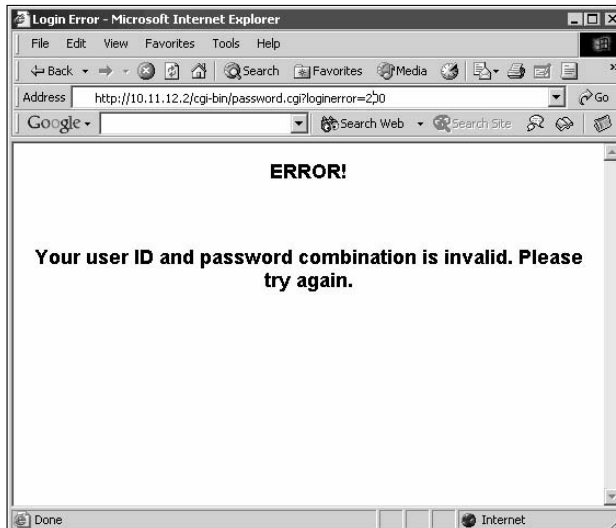 Login Error - Microsoft Internet Explorer
File Edit View Favorites Tools Help
Back Search Favorites Media
Address http://10.11.12.2/cgi-bin/password.cgi?loginerror=200 Go
Google Search Web Search Site
ERROR!
Your user ID and password combination is invalid. Please
try again.
Done Internet